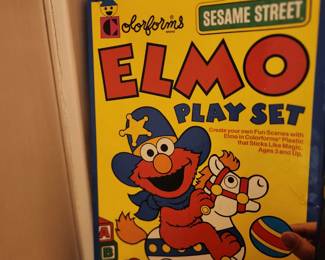 Colorforms
SESAME STREET
ELMO
PLAY SET
Create your own Fun Scenes with
Elmo in Colorforms® Plastic
that Sticks Like Magic.
Ages 3 and Up.
A
B